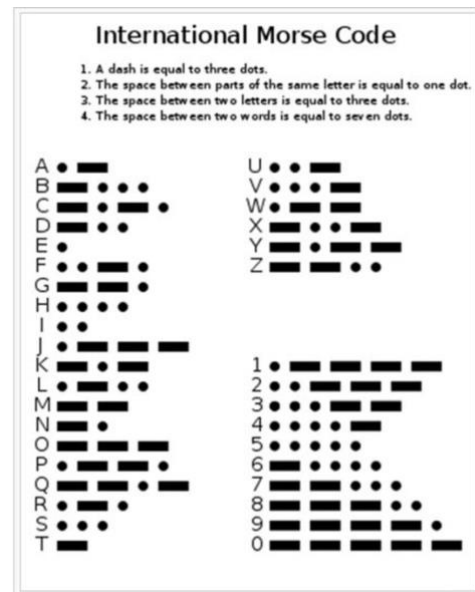 International Morse Code
1. A dash is equal to three dots.
2. The space between parts of the same letter is equal to one dot.
3. The space between two letters is equal to three dots.
4. The space between two words is equal to seven dots.
A
B
C
D
E
F
G
H
I
J
K
L
M
N
O
P
Q
R
S
T
U
V
W
X
Y
Z
1
2
3
4
5
6
7
8
9
0